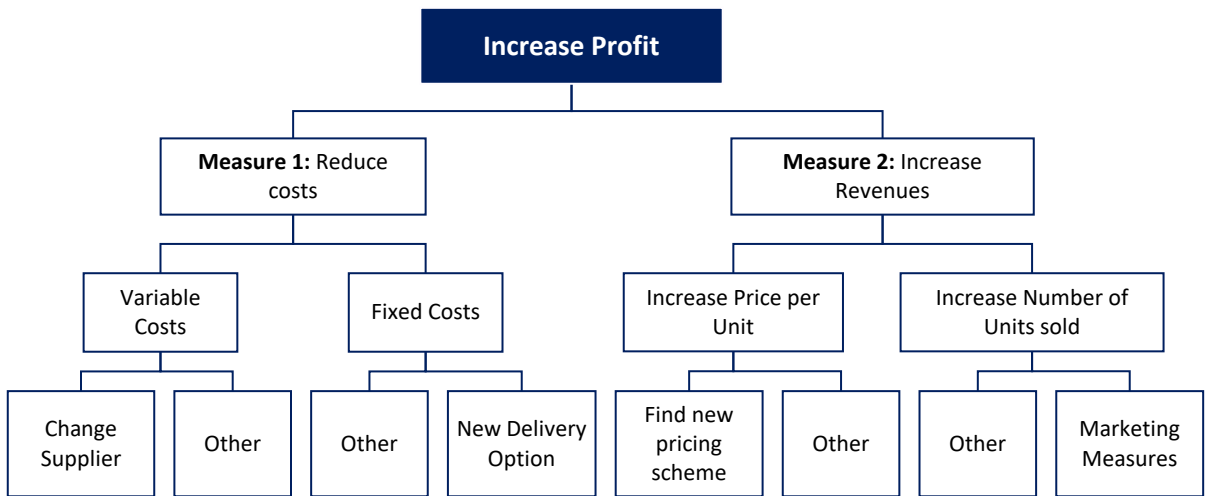 Increase Profit
Measure 1: Reduce
costs
Measure 2: Increase
Revenues
Variable
Costs
Fixed Costs
Increase Price per
Unit
Increase Number of
Units sold
Change
Supplier
Other
Other
New Delivery
Option
Find new
pricing
scheme
Other
Other
Marketing
Measures